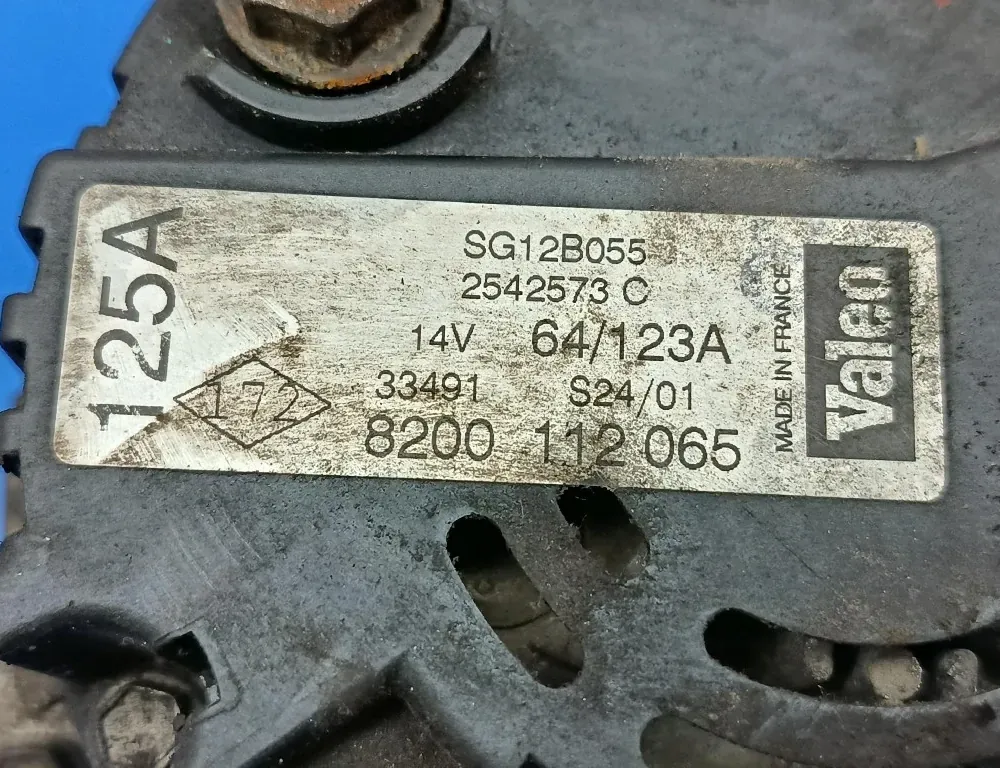 125A
SG12B055
2542573 C
14V 64/123A
172
33491 S24/01
8200 112 065
MADE IN FRANCE
Valeo